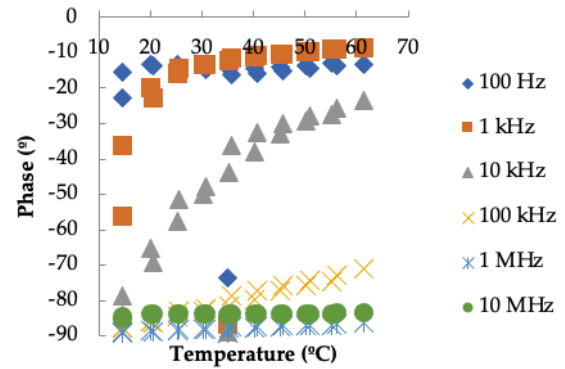 0
10 20 30 40 50 60 70
-10
-20
-30
-40
-50
-60
-70
-80
-90
Phase (º)
Temperature (ºC)
100 Hz
1 kHz
10 kHz
100 kHz
1 MHz
10 MHz